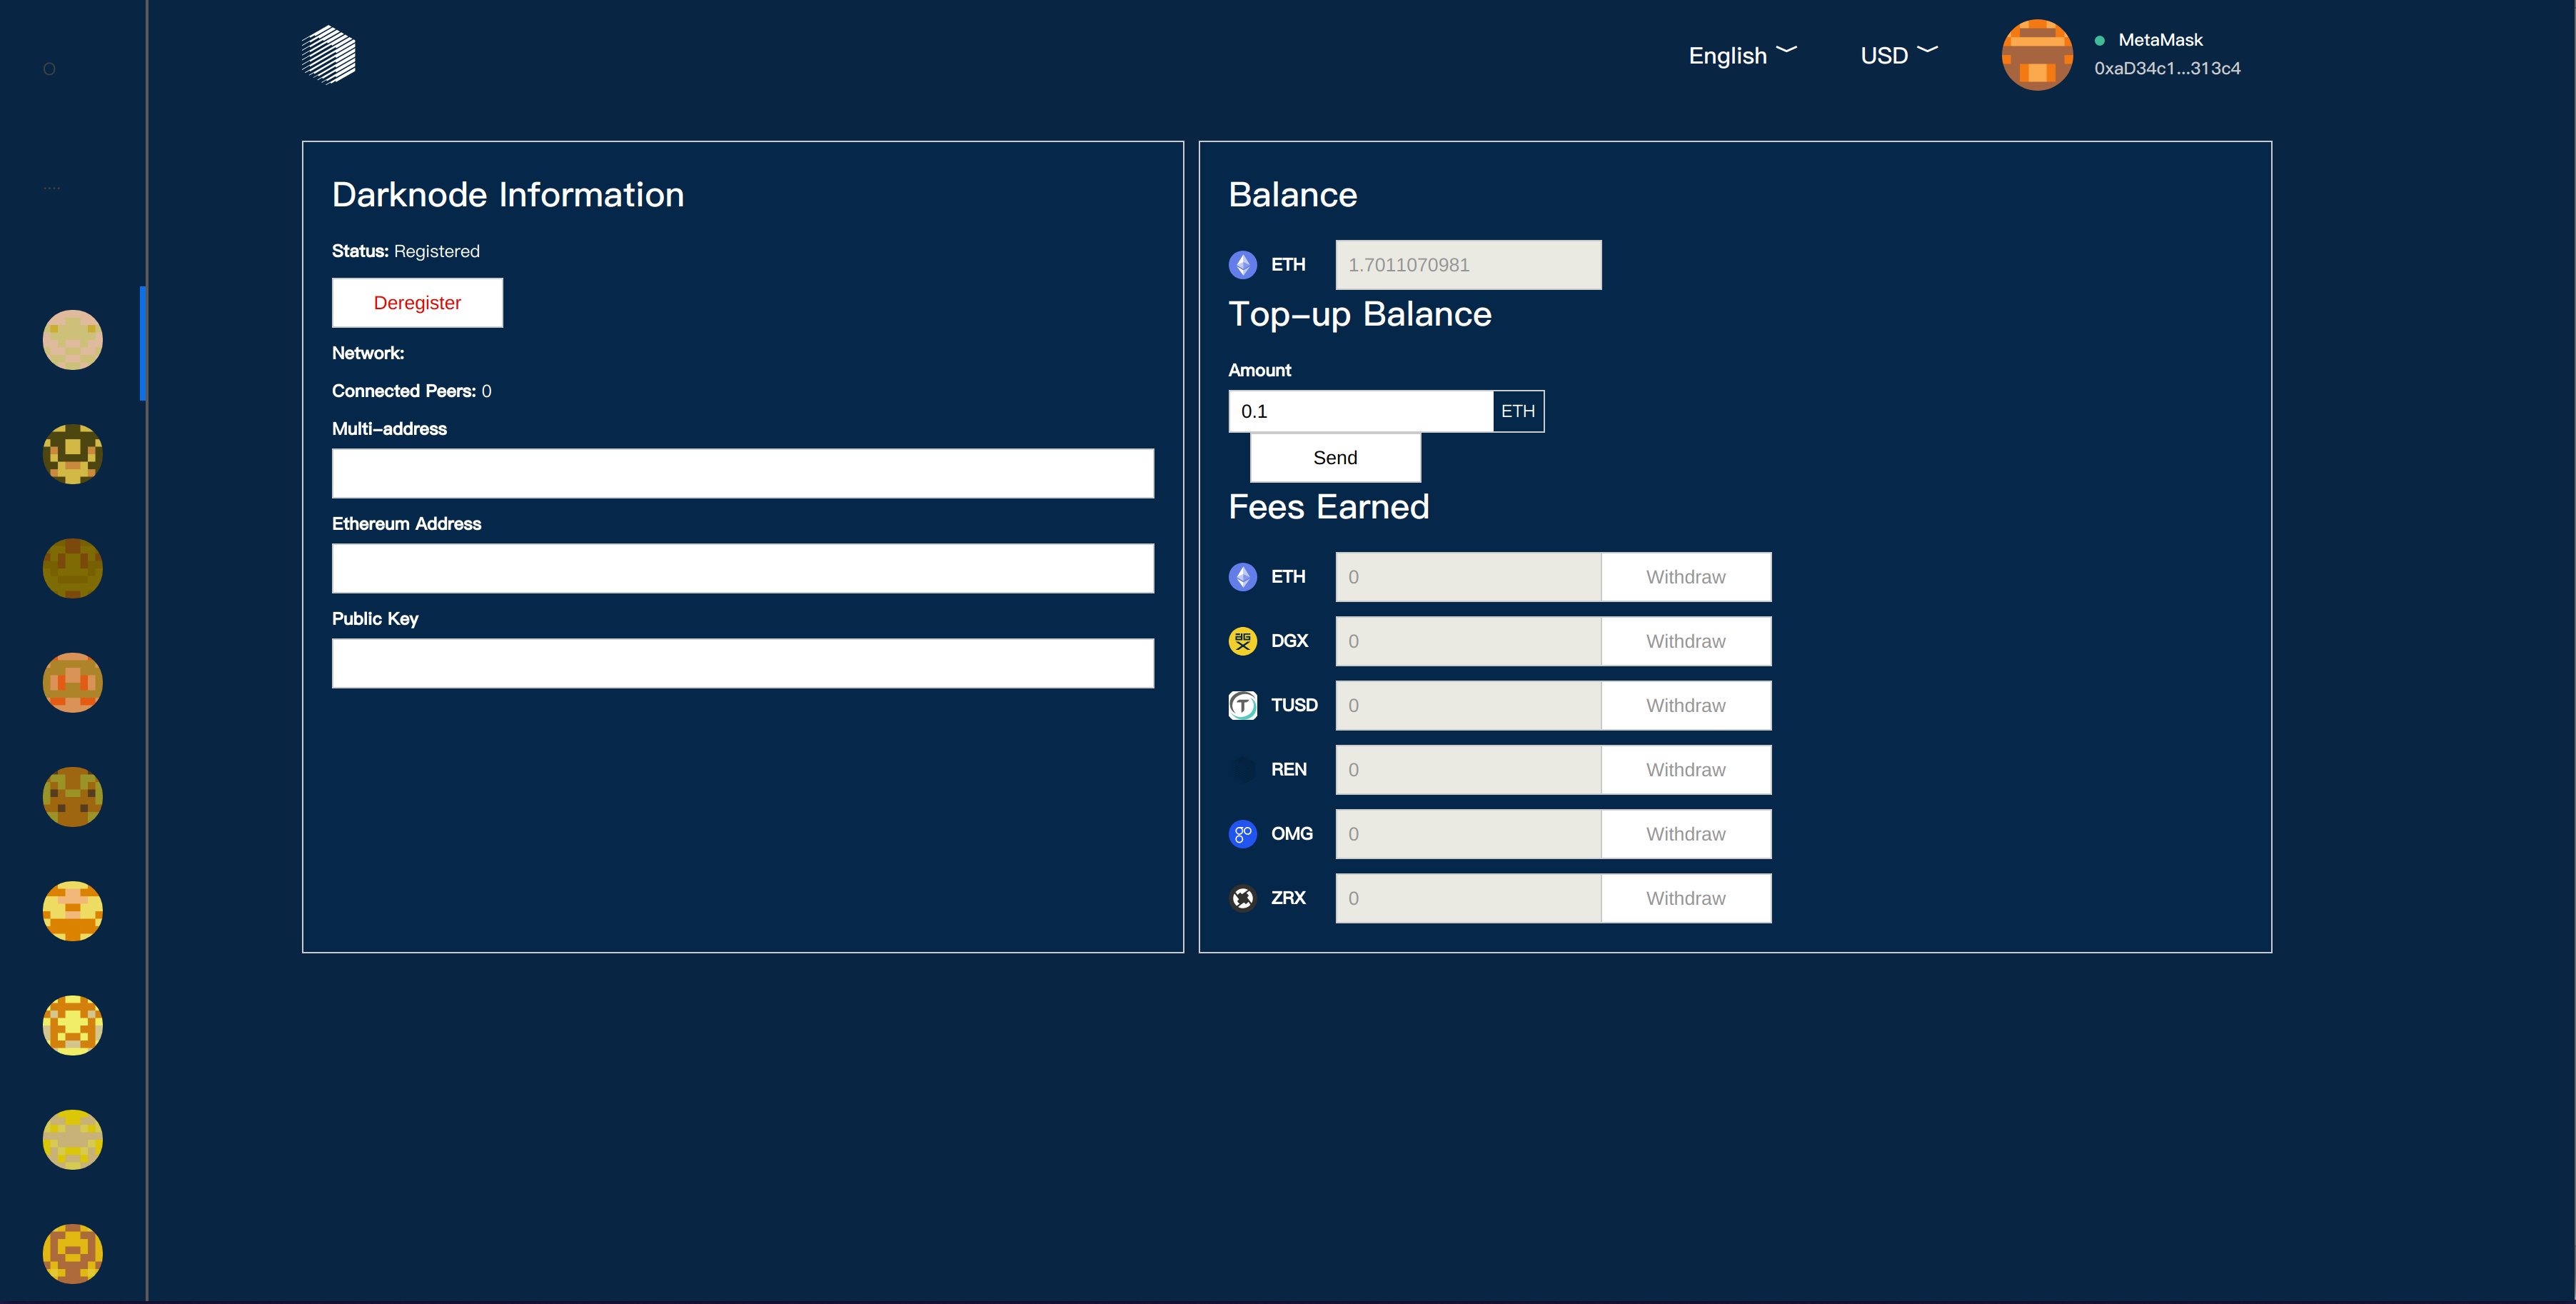 O
....
English
USD
MetaMask
0xaD34c1...313c4
Darknode Information
Status: Registered
Deregister
Network:
Connected Peers: 0
Multi-address
Ethereum Address
Public Key
Balance
ETH 1.7011070981
Top-up Balance
Amount
0.1 ETH
Send
Fees Earned
ETH 0 Withdraw
DGX 0 Withdraw
TUSD 0 Withdraw
REN 0 Withdraw
OMG 0 Withdraw
ZRX 0 Withdraw